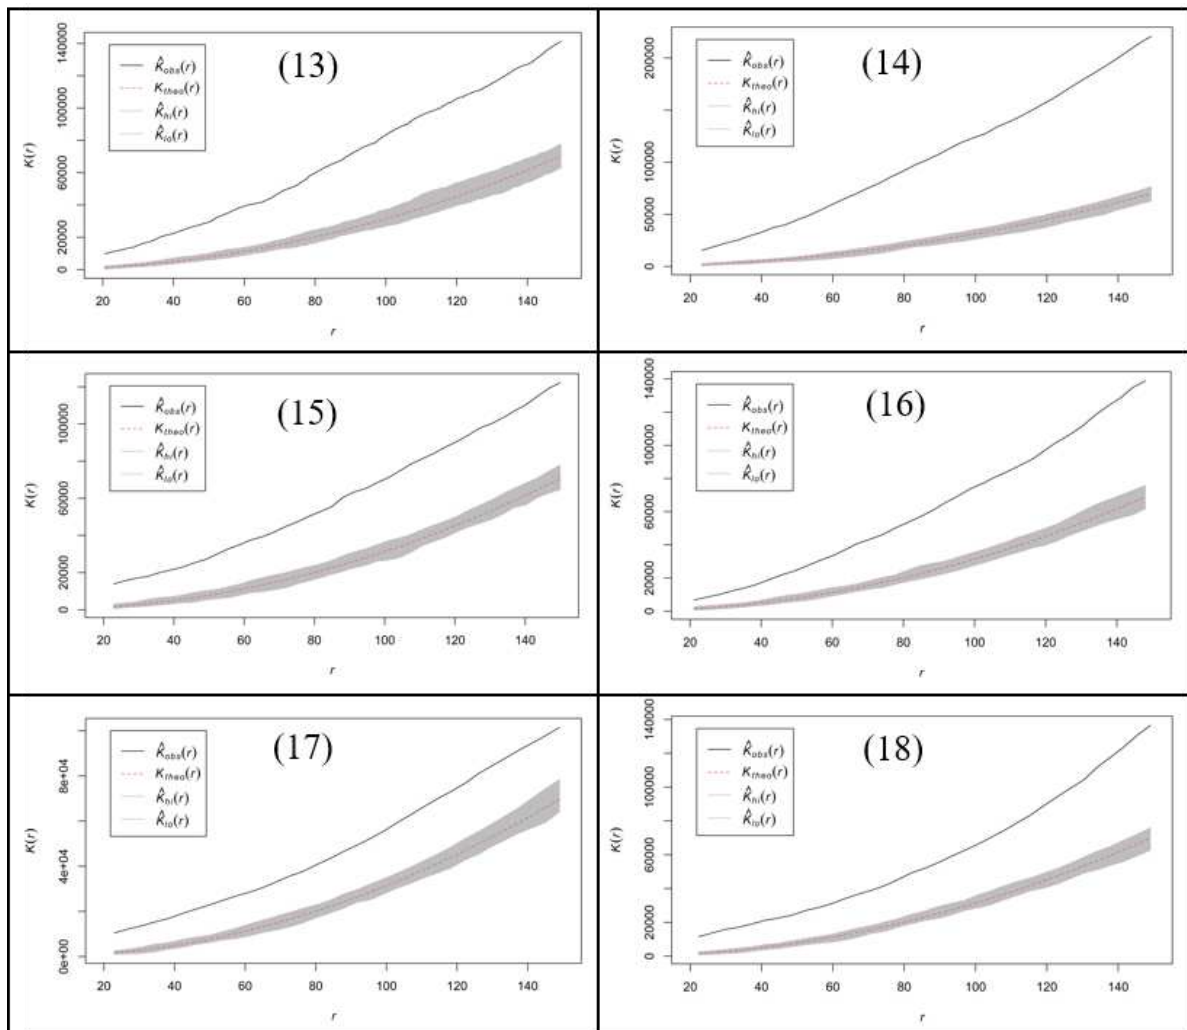 (13)
K̂obs(r)
Ktheo(r)
K̂hi(r)
K̂lo(r)
K(r)
0 20000 60000 100000 140000
20 40 60 80 100 120 140
r
(14)
K̂obs(r)
Ktheo(r)
K̂hi(r)
K̂lo(r)
K(r)
0 50000 100000 200000
20 40 60 80 100 120 140
r
(15)
K̂obs(r)
Ktheo(r)
K̂hi(r)
K̂lo(r)
K(r)
0 20000 60000 100000
20 40 60 80 100 120 140
r
(16)
K̂obs(r)
Ktheo(r)
K̂hi(r)
K̂lo(r)
K(r)
0 20000 60000 100000 140000
20 40 60 80 100 120 140
r
(17)
K̂obs(r)
Ktheo(r)
K̂hi(r)
K̂lo(r)
K(r)
0e+00 4e+04 8e+04
20 40 60 80 100 120 140
r
(18)
K̂obs(r)
Ktheo(r)
K̂hi(r)
K̂lo(r)
K(r)
0 20000 60000 100000 140000
20 40 60 80 100 120 140
r